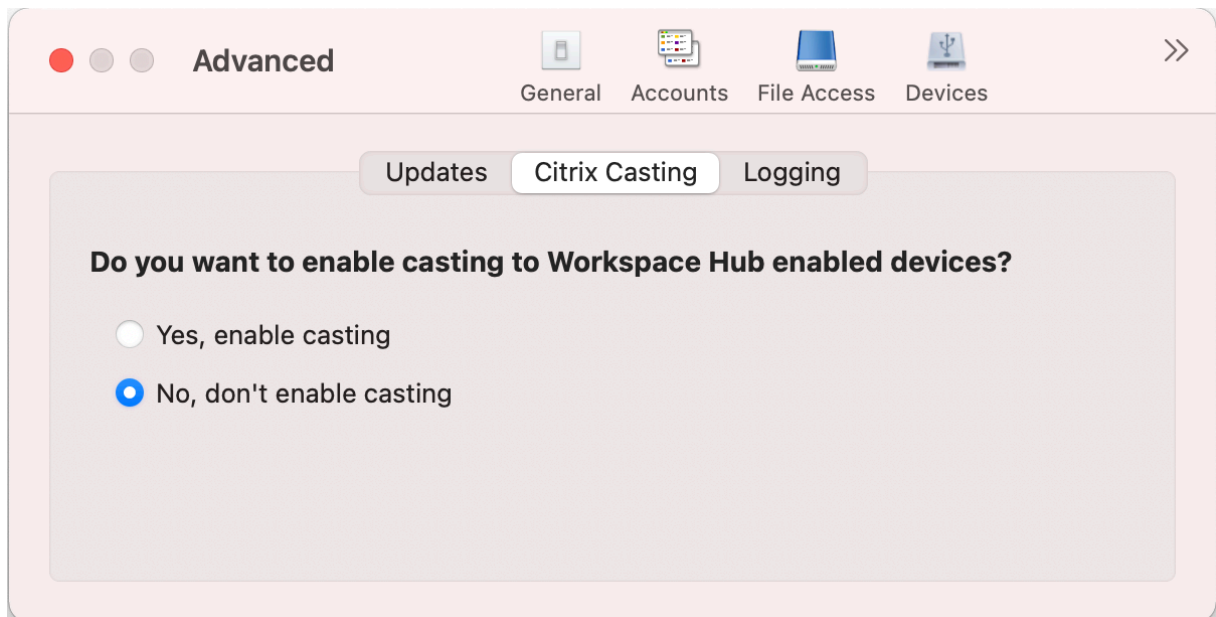 Advanced
General Accounts File Access Devices
Updates Citrix Casting Logging
Do you want to enable casting to Workspace Hub enabled devices?
Yes, enable casting
No, don't enable casting